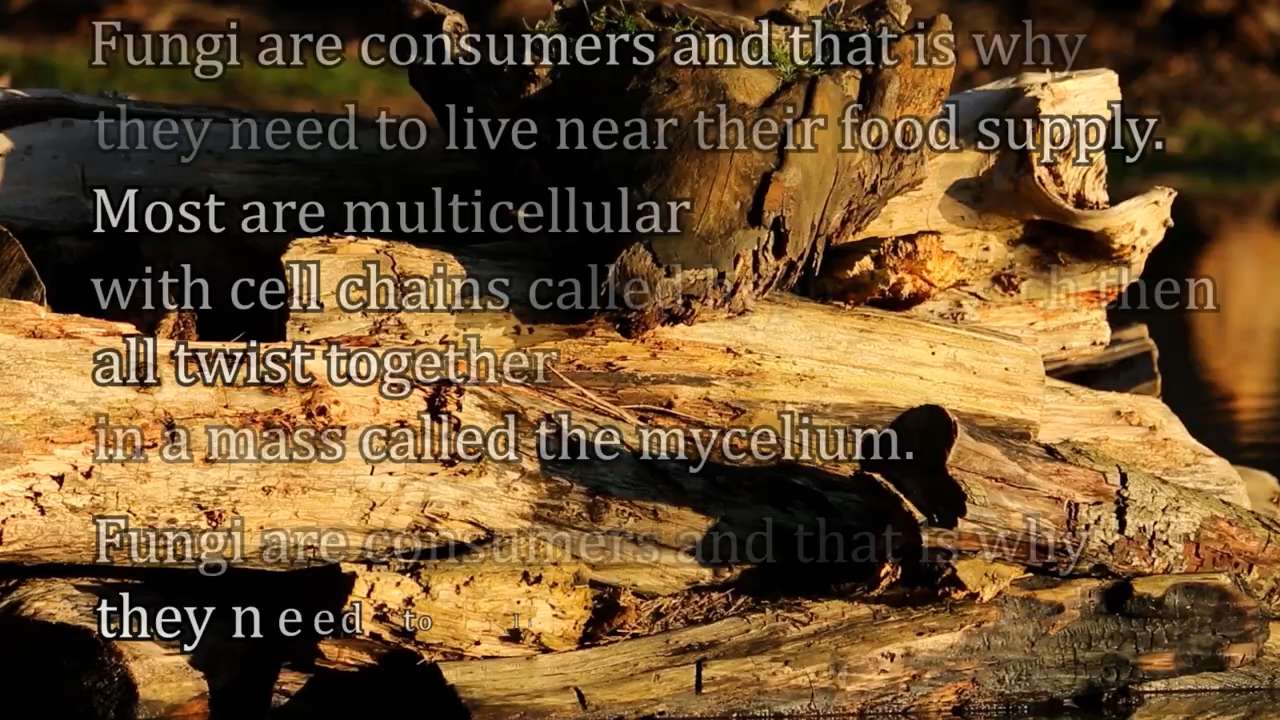 Fungi are consumers and that is why
they need to live near their food supply.
Most are multicellular
with cell chains called then
all twist together
in a mass called the mycelium.
Fungi are consumers and that is why
they need to